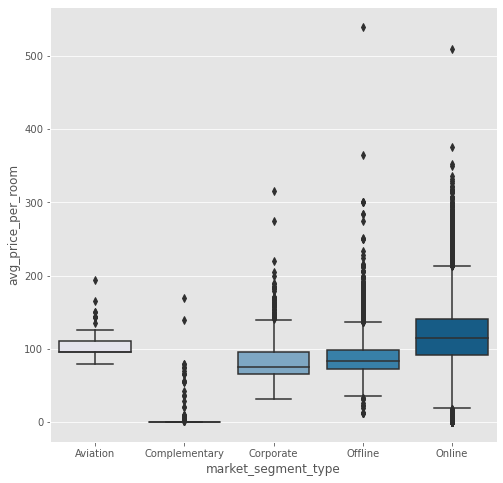 500
400
300
200
100
0
avg_price_per_room
Aviation Complementary Corporate Offline Online
market_segment_type